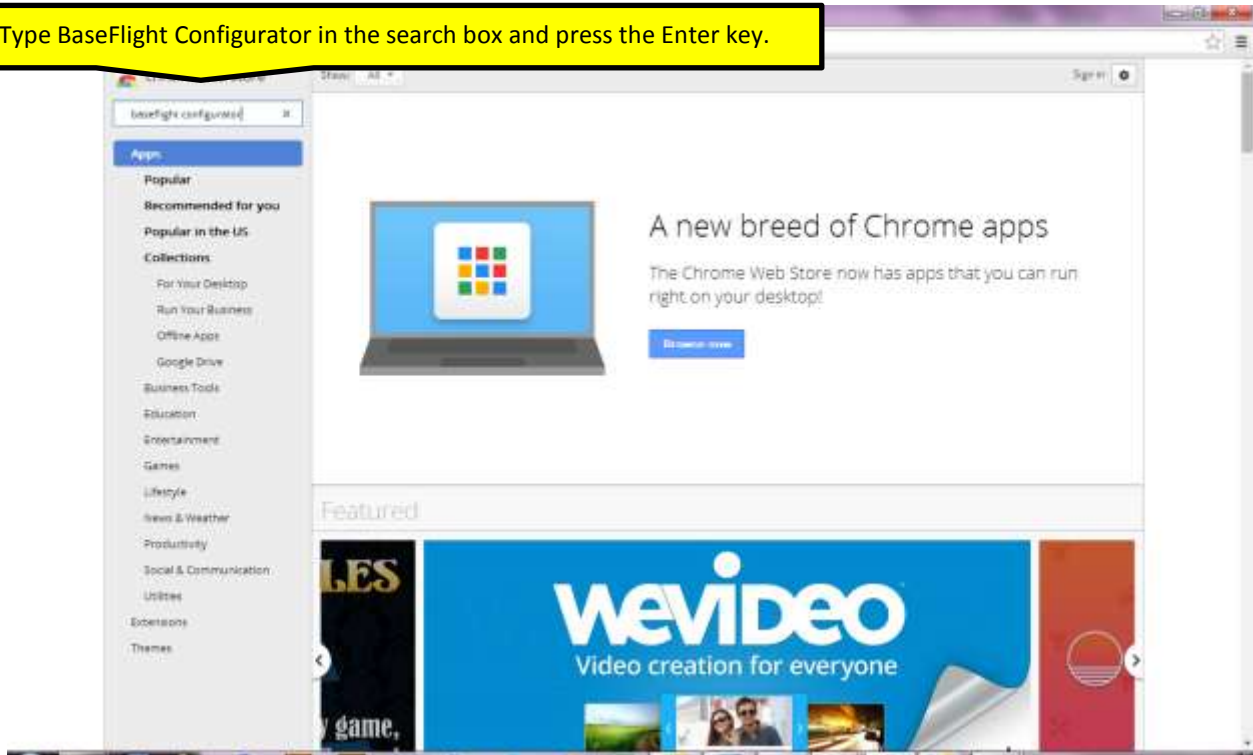 Type BaseFlight Configurator in the search box and press the Enter key.
Show: All
Sign in
baseflight configurator
Apps
Popular
Recommended for you
Popular in the US
Collections
For Your Desktop
Run Your Business
Offline Apps
Google Drive
Business Tools
Education
Entertainment
Games
Lifestyle
News & Weather
Productivity
Social & Communication
Utilities
Extensions
Themes
A new breed of Chrome apps
The Chrome Web Store now has apps that you can run
right on your desktop!
Browse now
Featured
LES
WeVideo
Video creation for everyone
game,